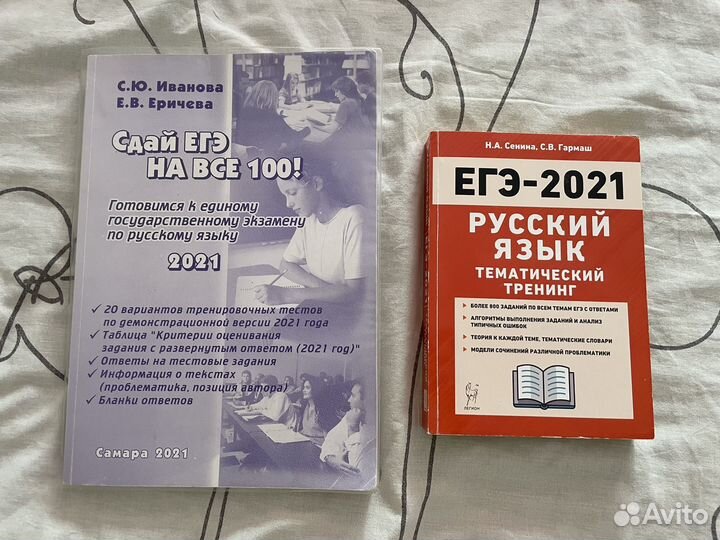 С.Ю. Иванова
Е.В. Еричева
Сдай ЕГЭ
НА ВСЕ 100!
Готовимся к единому
государственному экзамену
по русскому языку
2021
20 вариантов тренировочных тестов
по демонстрационной версии 2021 года
Таблица "Критерии оценивания
задания с развернутым ответом (2021 год)"
Ответы на тестовые задания
Информация о текстах
(проблематика, позиция автора)
Бланки ответов
Самара 2021
Н.А. Сенина, С.В. Гармаш
ЕГЭ-2021
РУССКИЙ
ЯЗЫК
ТЕМАТИЧЕСКИЙ
ТРЕНИНГ
БОЛЕЕ 800 ЗАДАНИЙ ПО ВСЕМ ТЕМАМ ЕГЭ С ОТВЕТАМИ
АЛГОРИТМЫ ВЫПОЛНЕНИЯ ЗАДАНИЙ И АНАЛИЗ
ТИПИЧНЫХ ОШИБОК
ТЕОРИЯ К КАЖДОЙ ТЕМЕ, ТЕМАТИЧЕСКИЕ СЛОВАРИ
МОДЕЛИ СОЧИНЕНИЙ РАЗЛИЧНОЙ ПРОБЛЕМАТИКИ
ЛЕГИОН
Avito